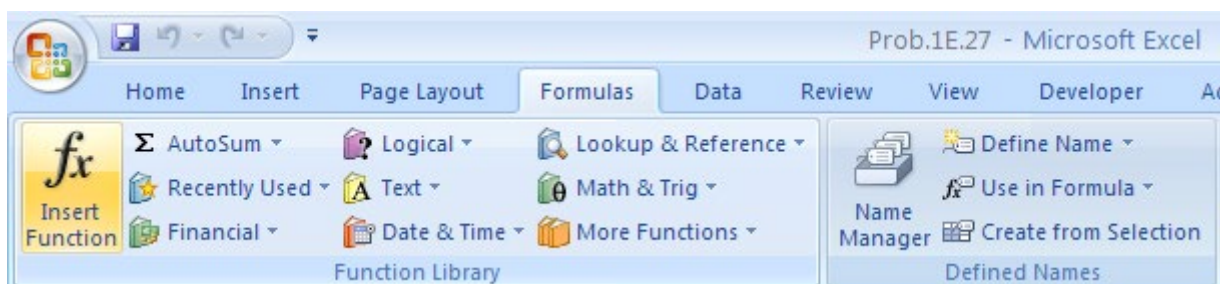 Prob.1E.27 - Microsoft Excel
Home Insert Page Layout Formulas Data Review View Developer
fx Σ AutoSum Logical Lookup & Reference Define Name
Recently Used A Text θ Math & Trig fx Use in Formula
Insert Function Financial Date & Time More Functions Name Manager Create from Selection
Function Library Defined Names